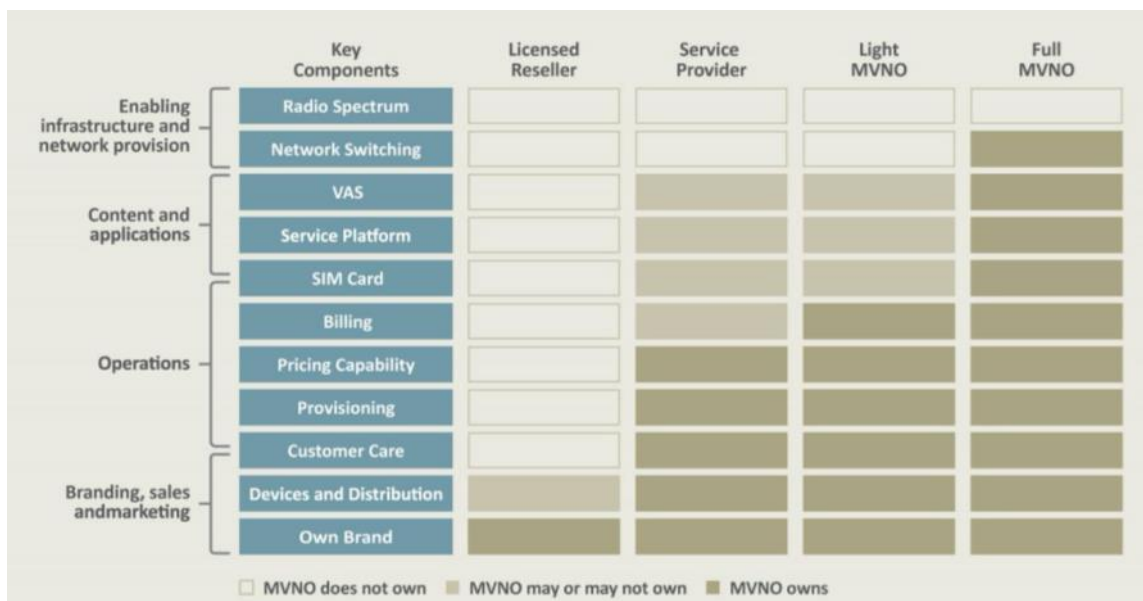 Key
Components
Licensed
Reseller
Service
Provider
Light
MVNO
Full
MVNO
Enabling
infrastructure and
network provision
Radio Spectrum
Network Switching
Content and
applications
VAS
Service Platform
SIM Card
Operations
Billing
Pricing Capability
Provisioning
Customer Care
Branding, sales
andmarketing
Devices and Distribution
Own Brand
MVNO does not own
MVNO may or may not own
MVNO owns